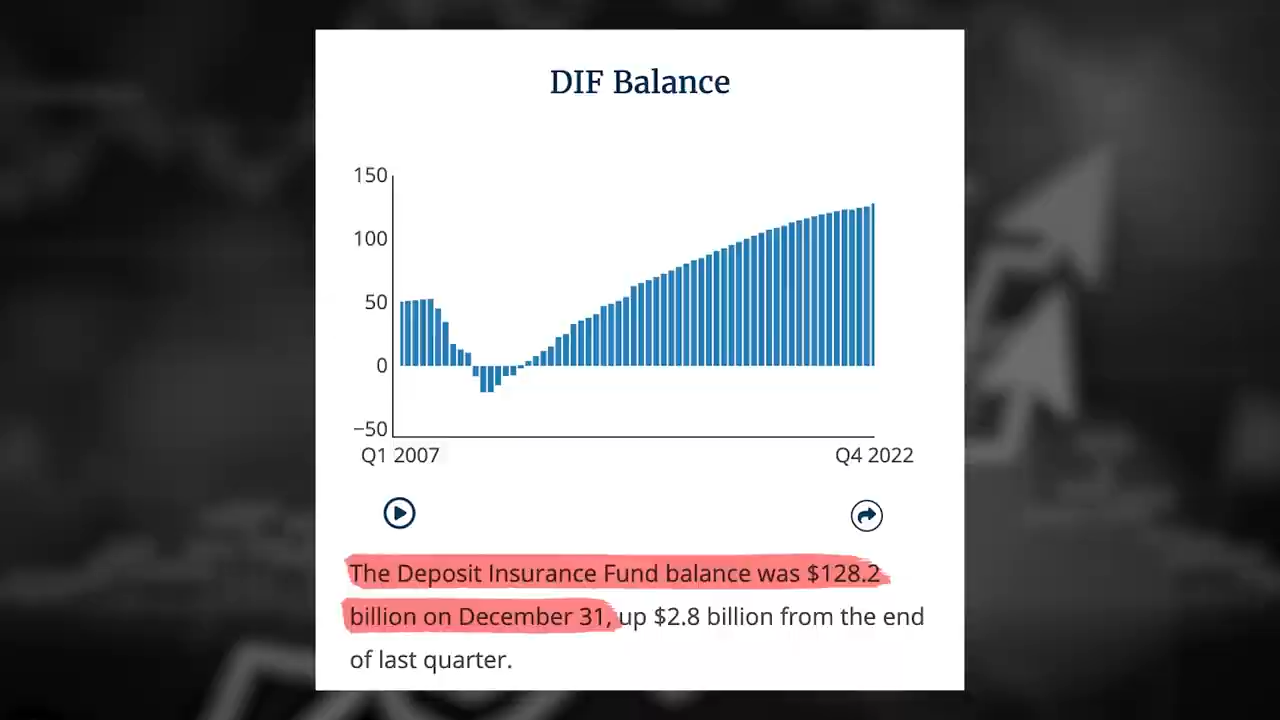 DIF Balance
150
100
50
0
−50
Q1 2007
Q4 2022
The Deposit Insurance Fund balance was $128.2
billion on December 31, up $2.8 billion from the end
of last quarter.